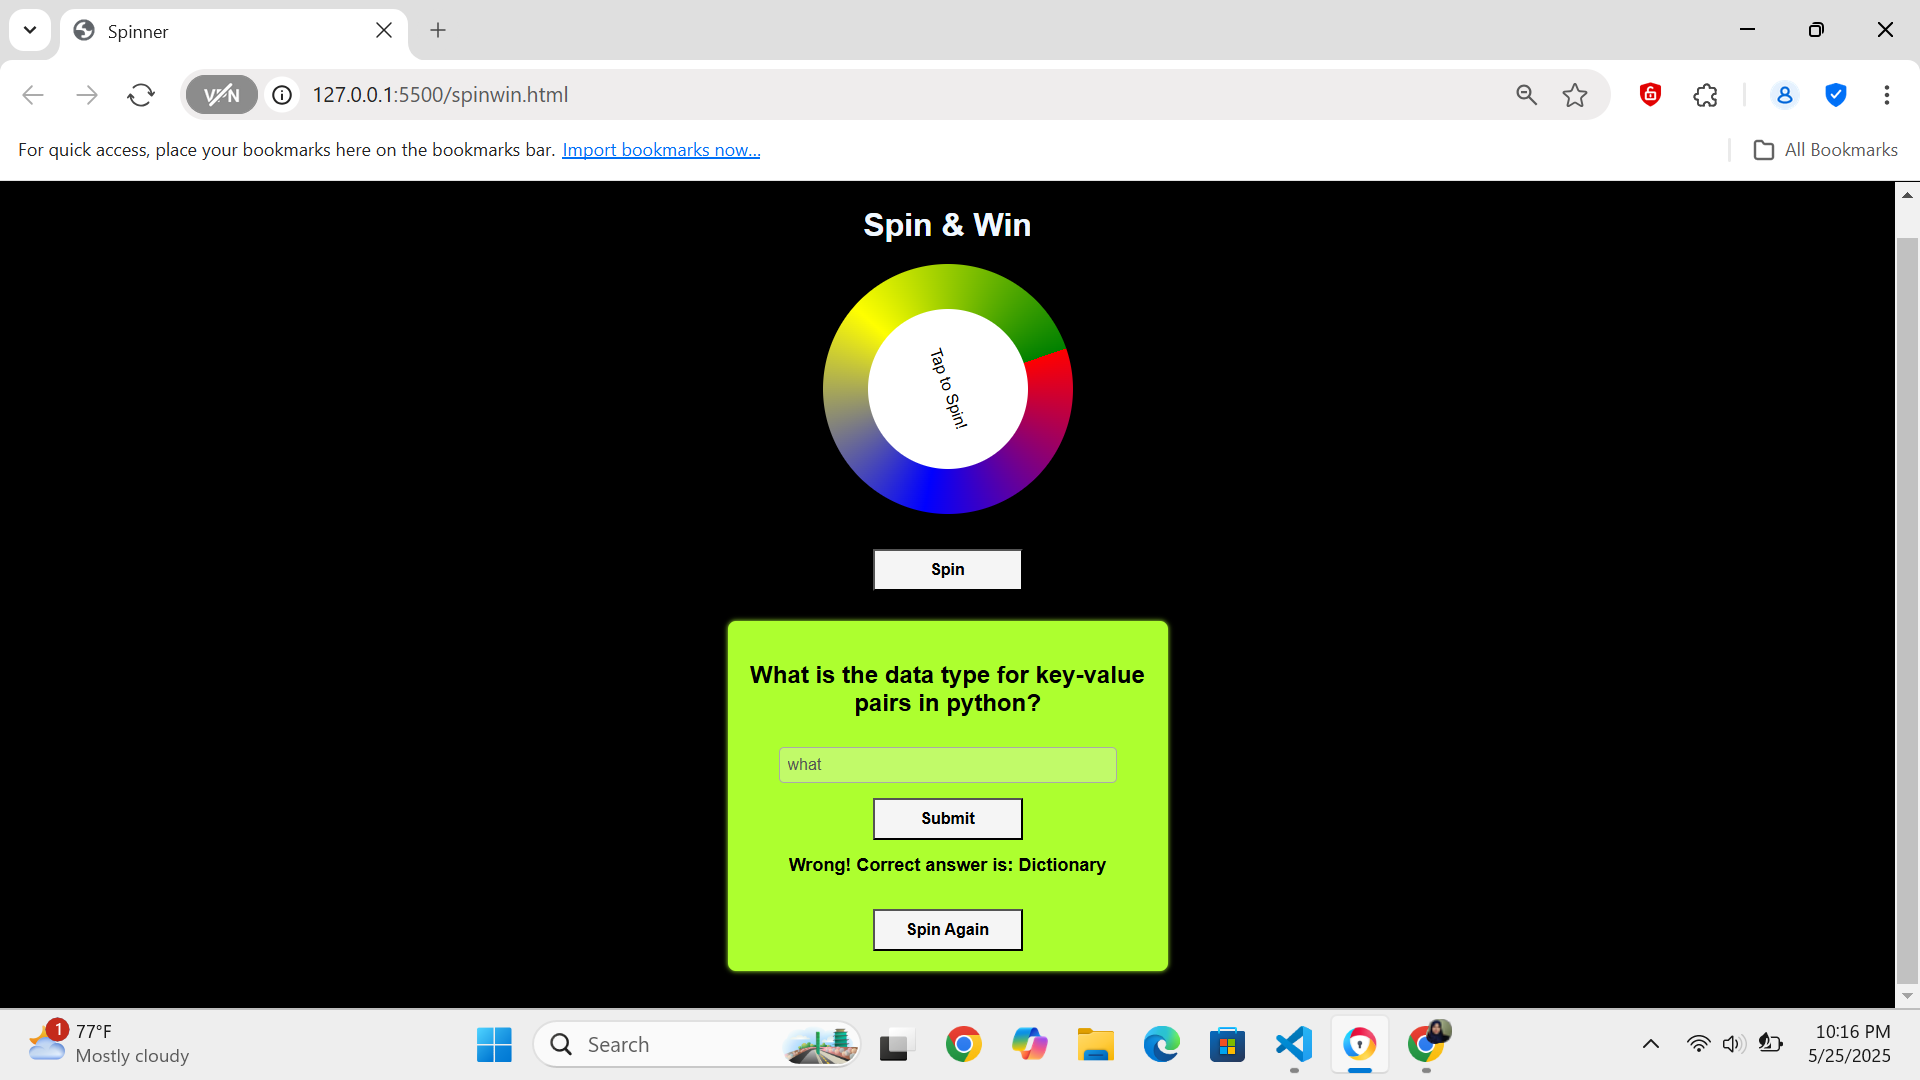 Spinner
VPN
127.0.0.1:5500/spinwin.html
For quick access, place your bookmarks here on the bookmarks bar. Import bookmarks now...
All Bookmarks
Spin & Win
Tap to Spin!
Spin
What is the data type for key-value
pairs in python?
what
Submit
Wrong! Correct answer is: Dictionary
Spin Again
1
77°F
Mostly cloudy
Search
10:16 PM
5/25/2025